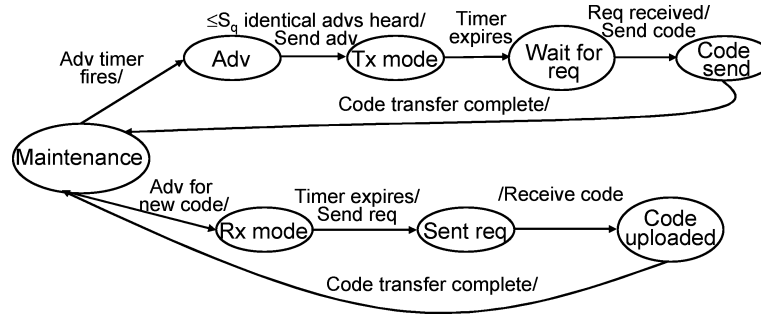 ≤Sq identical advs heard/
Send adv
Timer
expires
Req received/
Send code
Adv timer
fires/
Adv
Tx mode
Wait for
req
Code
send
Code transfer complete/
Maintenance
Adv for
new code/
Timer expires/
Send req
/Receive code
Rx mode
Sent req
Code
uploaded
Code transfer complete/